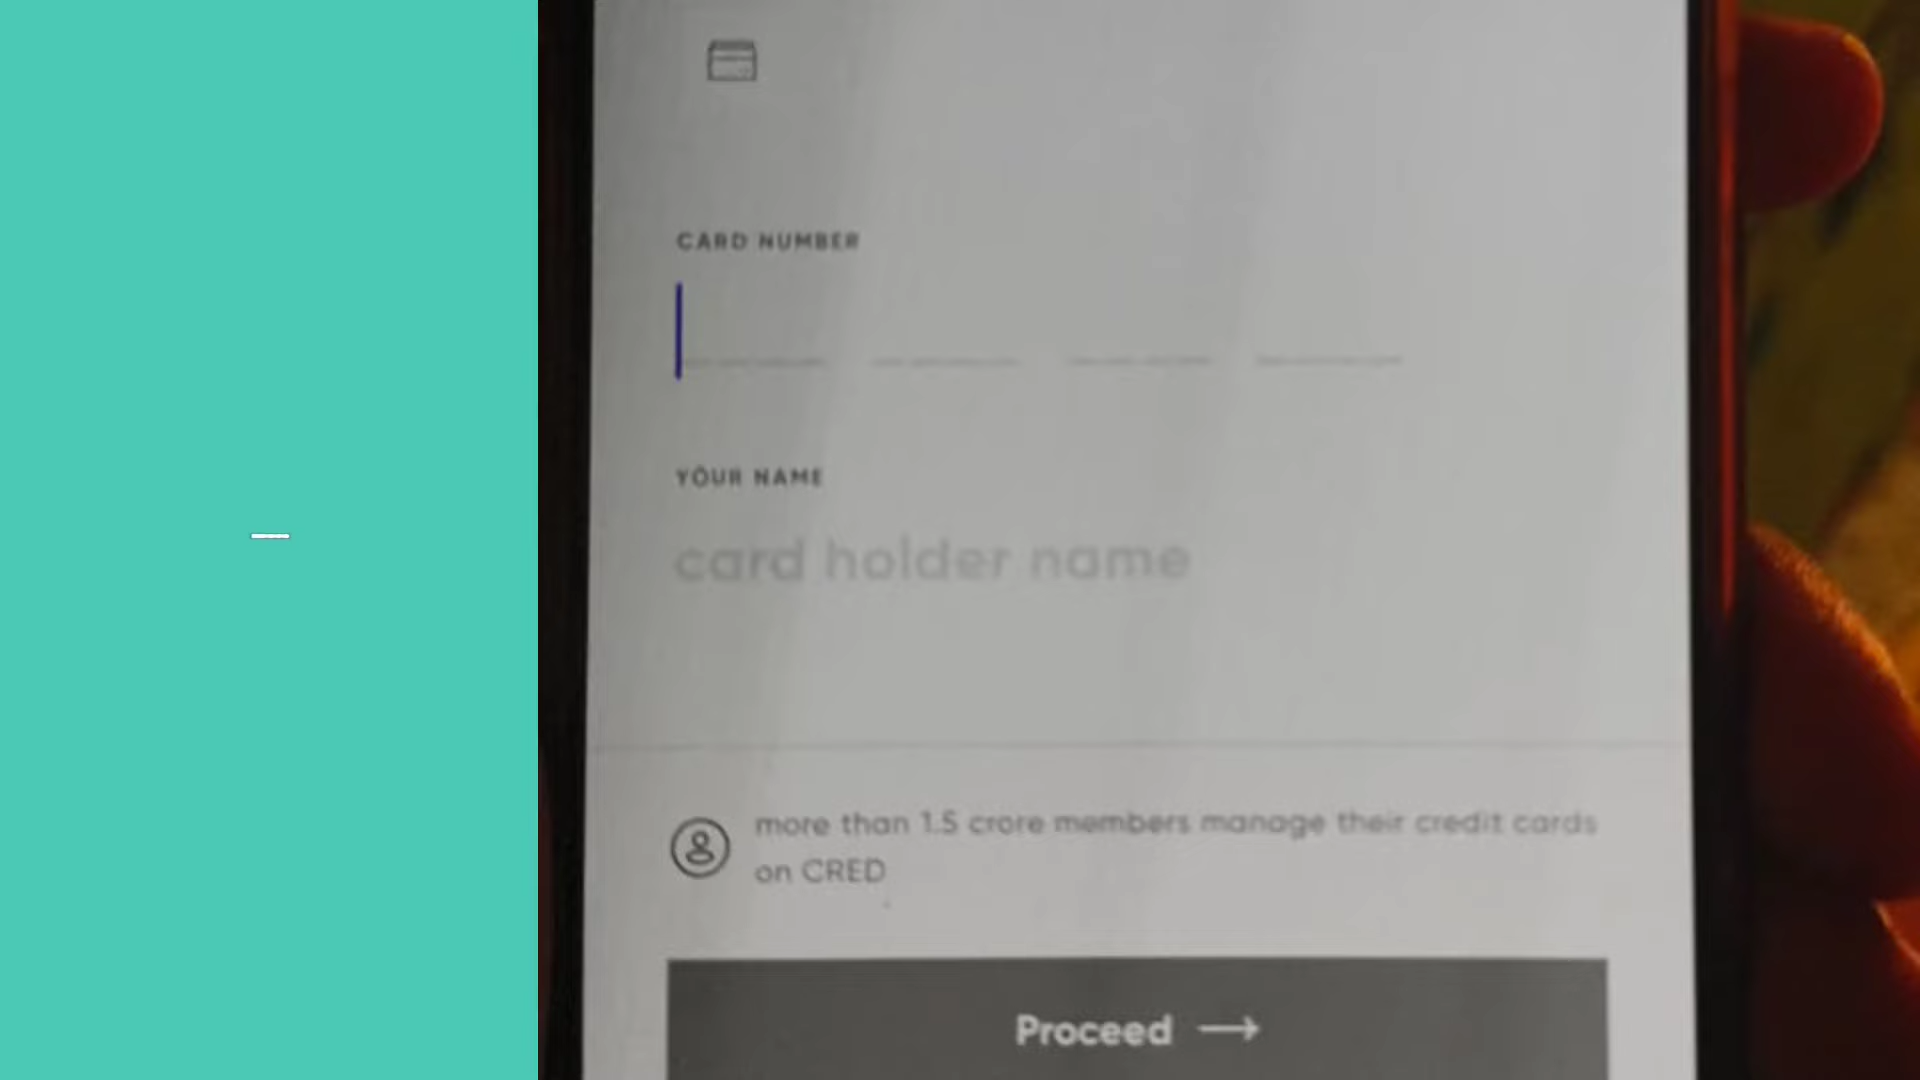 CARD NUMBER
YOUR NAME
card holder name
more than 1.5 crore members manage their credit cards
on CRED
Proceed →